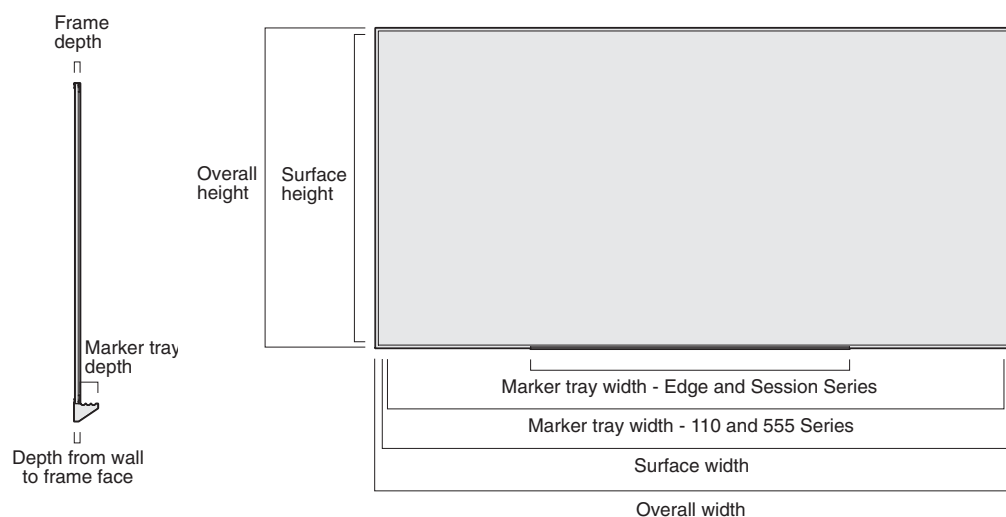 Frame
depth
Overall
height
Surface
height
Marker tray
depth
Depth from wall
to frame face
Marker tray width - Edge and Session Series
Marker tray width - 110 and 555 Series
Surface width
Overall width